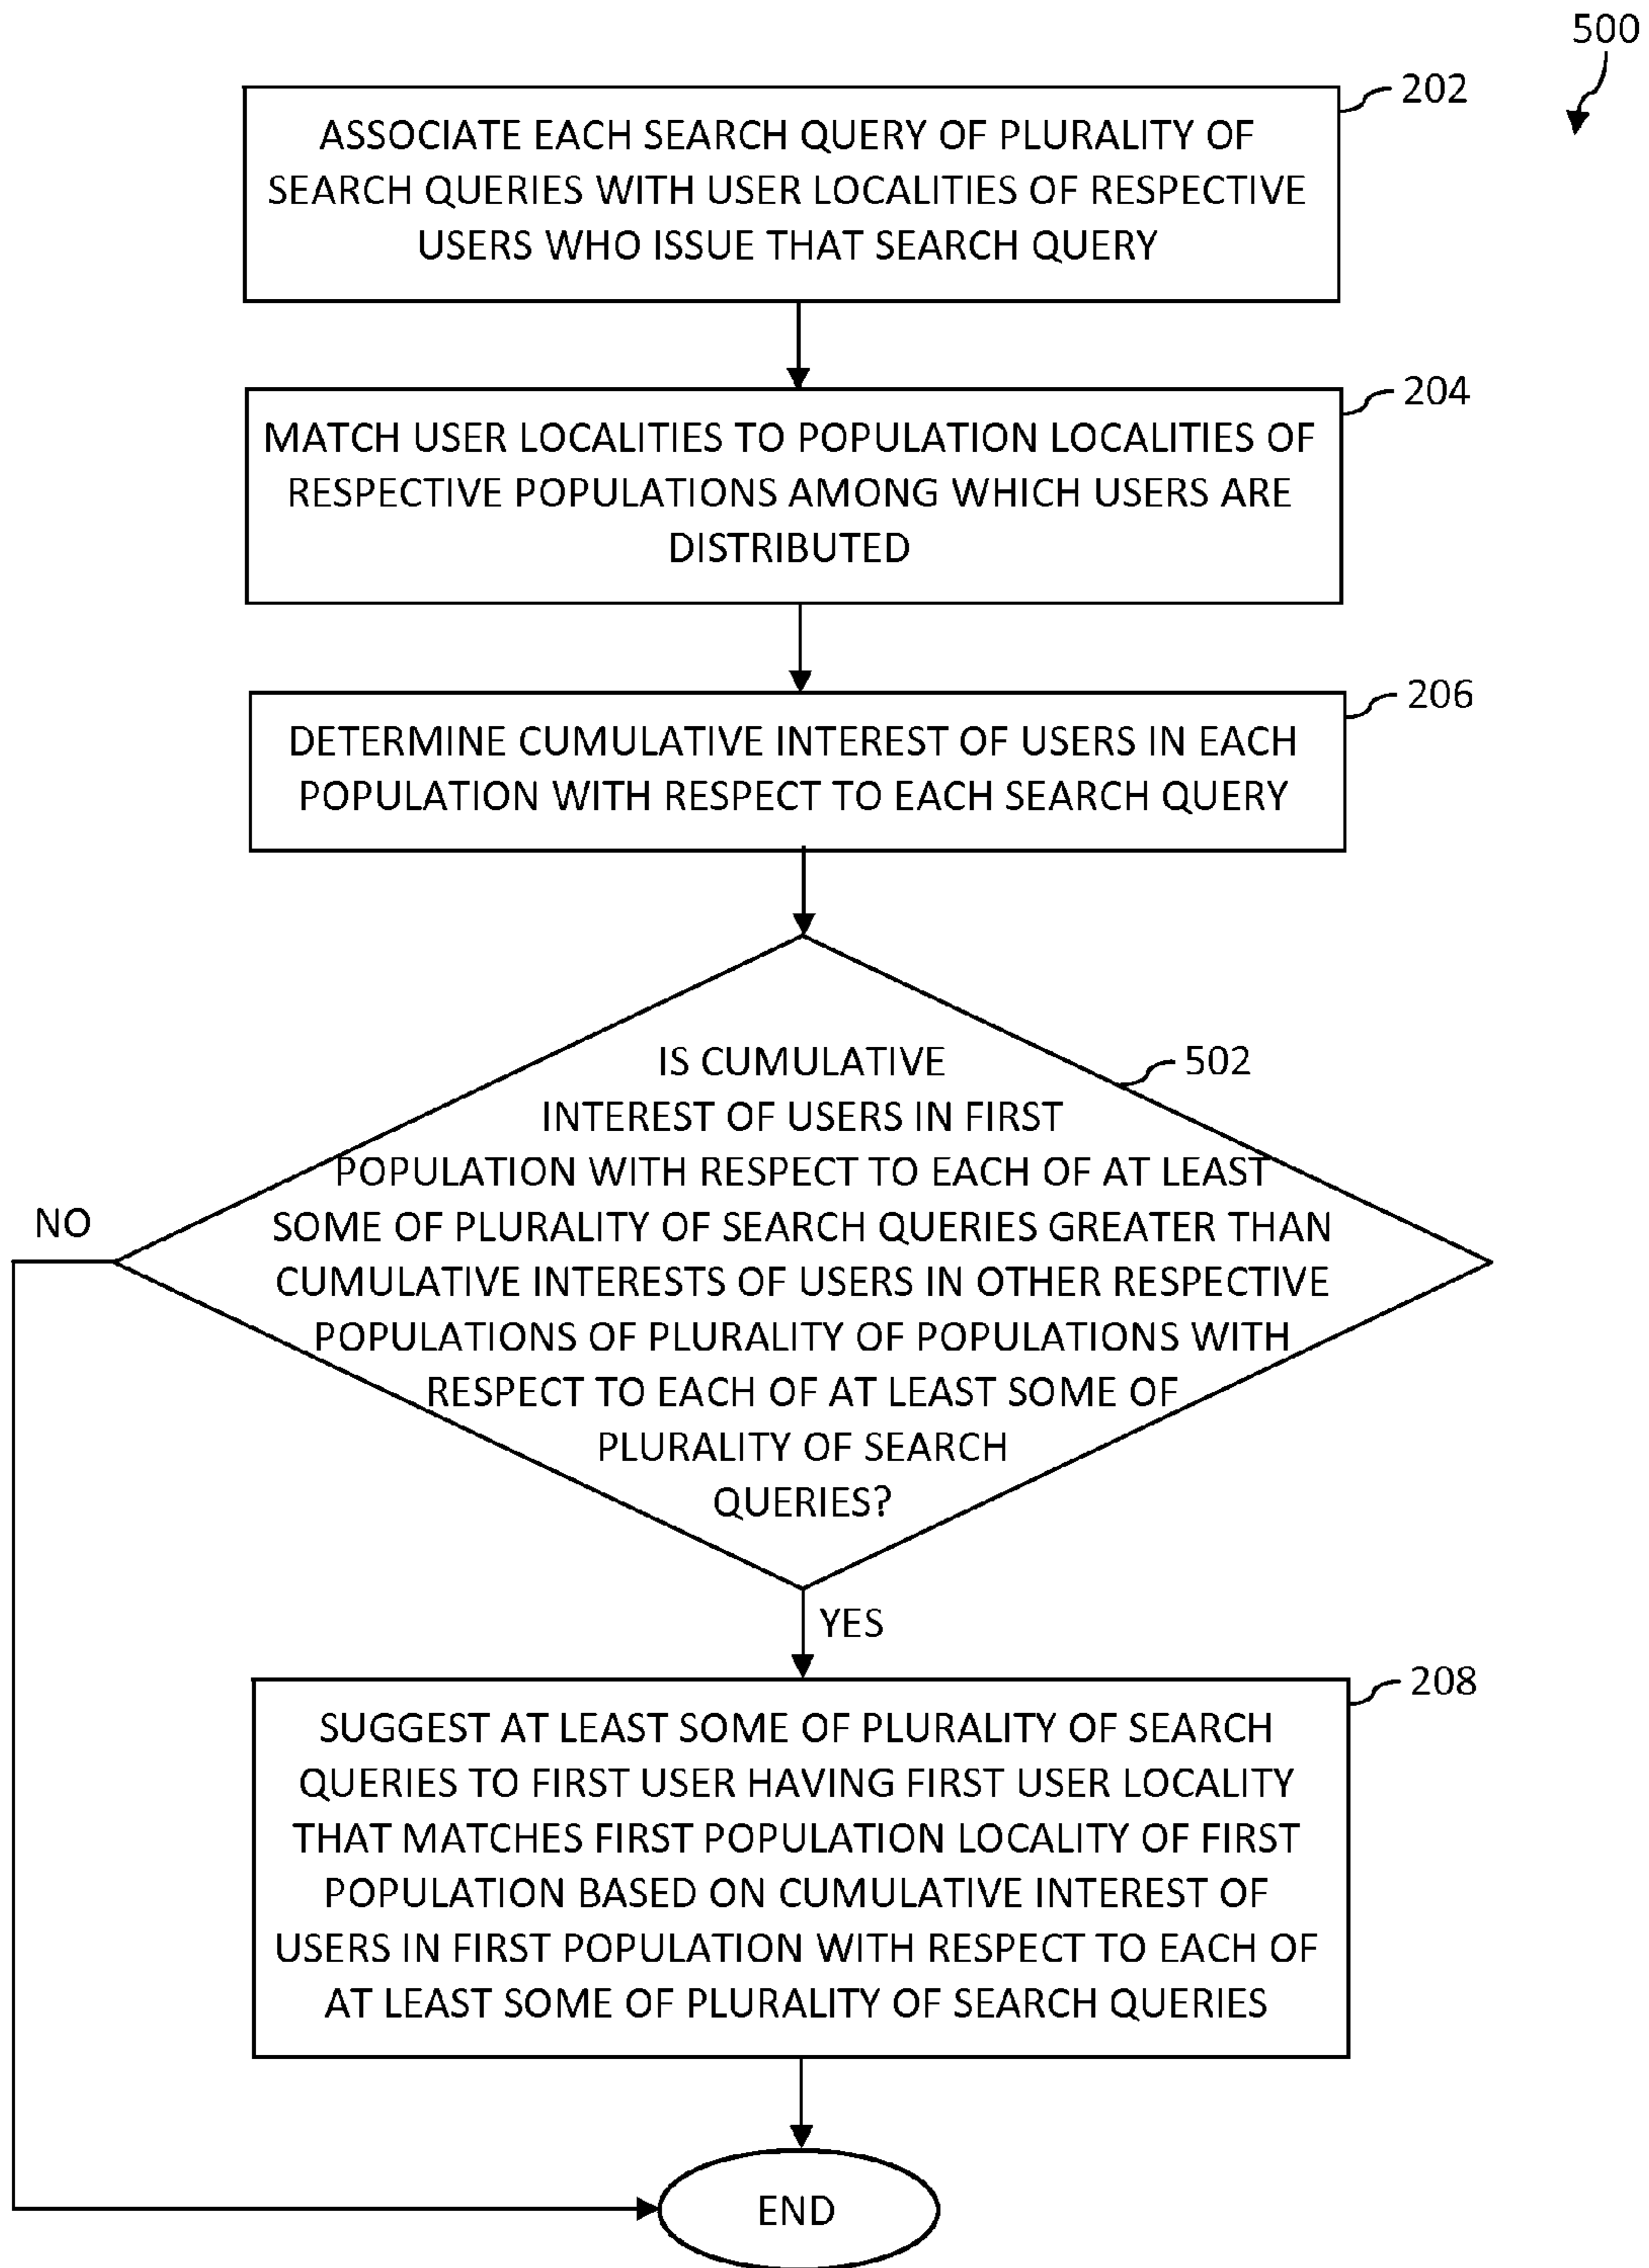 500
202
ASSOCIATE EACH SEARCH QUERY OF PLURALITY OF
SEARCH QUERIES WITH USER LOCALITIES OF RESPECTIVE
USERS WHO ISSUE THAT SEARCH QUERY
204
MATCH USER LOCALITIES TO POPULATION LOCALITIES OF
RESPECTIVE POPULATIONS AMONG WHICH USERS ARE
DISTRIBUTED
206
DETERMINE CUMULATIVE INTEREST OF USERS IN EACH
POPULATION WITH RESPECT TO EACH SEARCH QUERY
502
IS CUMULATIVE
INTEREST OF USERS IN FIRST
POPULATION WITH RESPECT TO EACH OF AT LEAST
SOME OF PLURALITY OF SEARCH QUERIES GREATER THAN
CUMULATIVE INTERESTS OF USERS IN OTHER RESPECTIVE
POPULATIONS OF PLURALITY OF POPULATIONS WITH
RESPECT TO EACH OF AT LEAST SOME OF
PLURALITY OF SEARCH
QUERIES?
NO
YES
208
SUGGEST AT LEAST SOME OF PLURALITY OF SEARCH
QUERIES TO FIRST USER HAVING FIRST USER LOCALITY
THAT MATCHES FIRST POPULATION LOCALITY OF FIRST
POPULATION BASED ON CUMULATIVE INTEREST OF
USERS IN FIRST POPULATION WITH RESPECT TO EACH OF
AT LEAST SOME OF PLURALITY OF SEARCH QUERIES
END